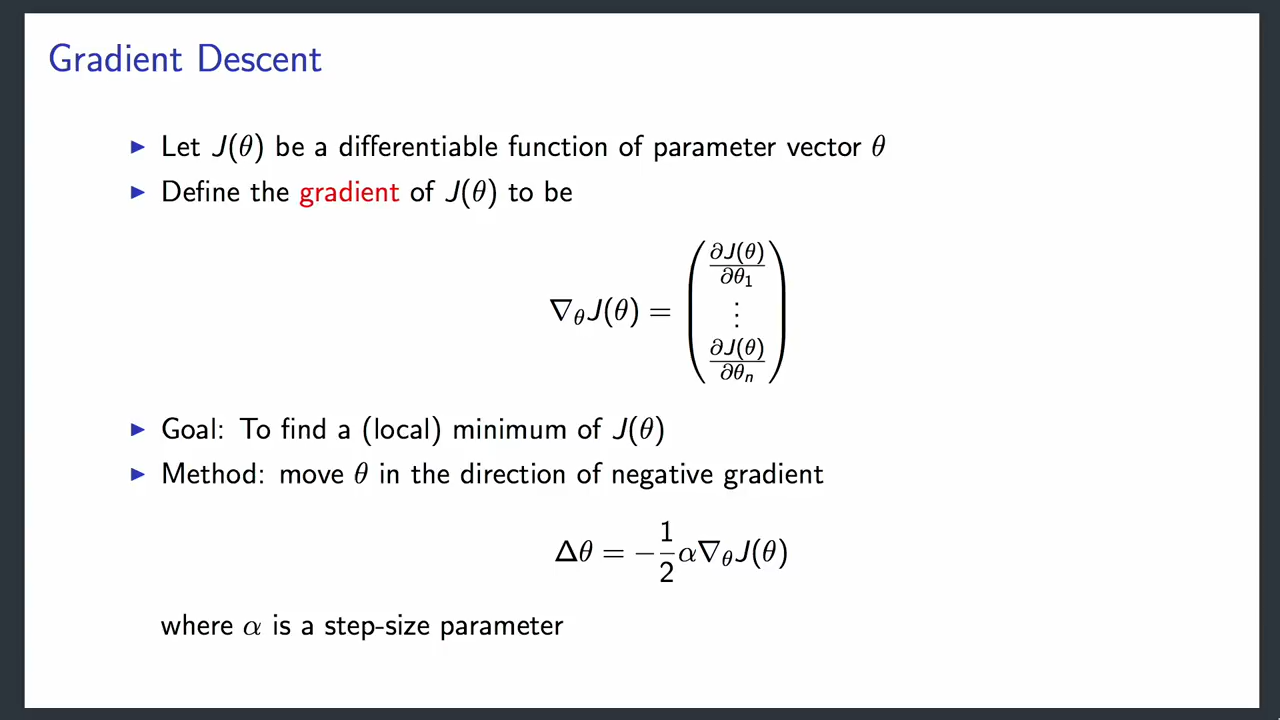 Gradient Descent
▶ Let J(θ) be a differentiable function of parameter vector θ
▶ Define the gradient of J(θ) to be
∇_θ J(θ) = ( ∂J(θ)/∂θ₁ ⋮ ∂J(θ)/∂θₙ )
▶ Goal: To find a (local) minimum of J(θ)
▶ Method: move θ in the direction of negative gradient
Δθ = −1/2 α∇_θ J(θ)
where α is a step-size parameter